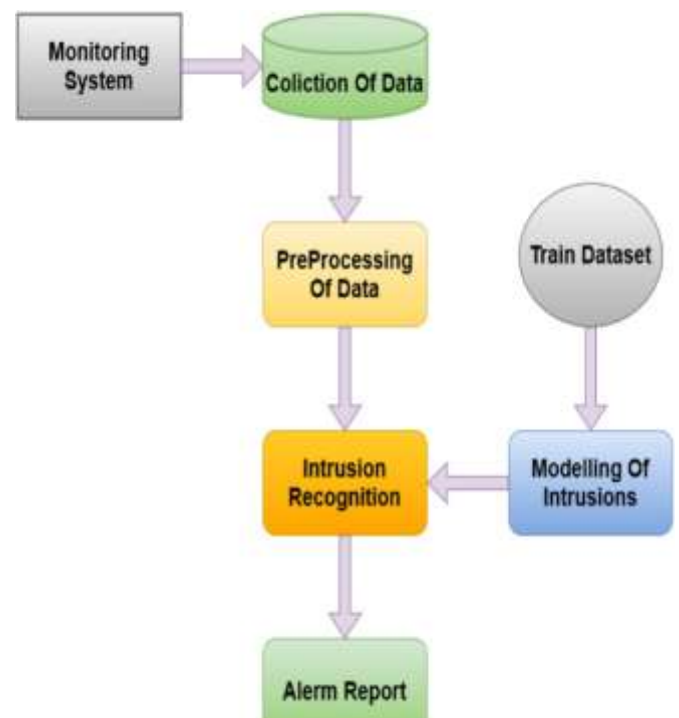 Monitoring
System
Coliction Of Data
PreProcessing
Of Data
Train Dataset
Intrusion
Recognition
Modelling Of
Intrusions
Alerm Report